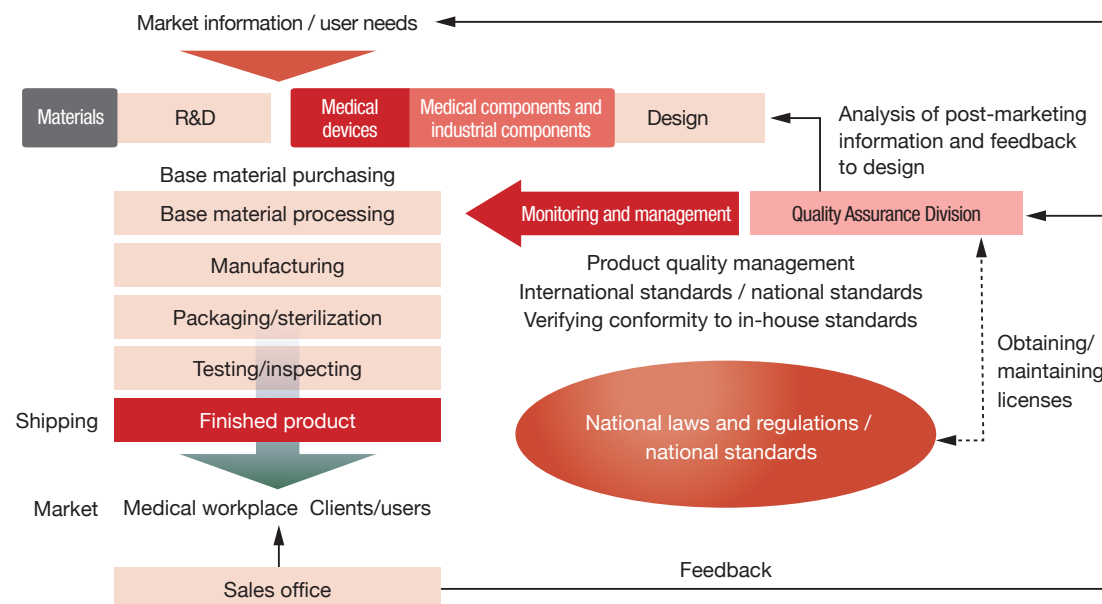 Market information / user needs
Materials
R&D
Medical
devices
Medical components and
industrial components
Design
Analysis of post-marketing
information and feedback
to design
Base material purchasing
Base material processing
Monitoring and management
Quality Assurance Division
Manufacturing
Product quality management
International standards / national standards
Verifying conformity to in-house standards
Packaging/sterilization
Testing/inspecting
Obtaining/
maintaining
licenses
Shipping
Finished product
National laws and regulations /
national standards
Market
Medical workplace
Clients/users
Feedback
Sales office